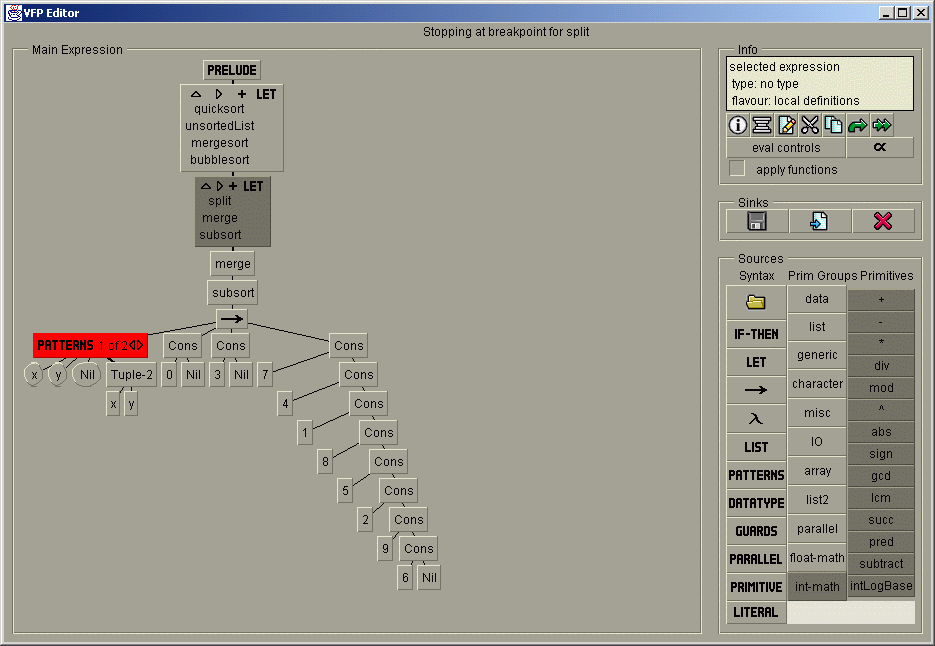 VFP Editor
Stopping at breakpoint for split
Main Expression
PRELUDE
+ LET
quicksort
unsortedList
mergesort
bubblesort
+ LET
split
merge
subsort
merge
subsort
→
PATTERNS 1 of 2
Cons Cons Cons
x y Nil Tuple-2 0 Nil 3 Nil 7 Cons
x y 4 Cons
1 Cons
8 Cons
5 Cons
2 Cons
9 Cons
6 Nil
Info
selected expression
type: no type
flavour: local definitions
eval controls ∝
apply functions
Sinks
Sources
Syntax Prim Groups Primitives
IF-THEN
LET
→
λ
LIST
PATTERNS
DATATYPE
GUARDS
PARALLEL
PRIMITIVE
LITERAL
data
list
generic
character
misc
IO
array
list2
parallel
float-math
int-math
+
-
*
div
mod
^
abs
sign
gcd
lcm
succ
pred
subtract
intLogBase